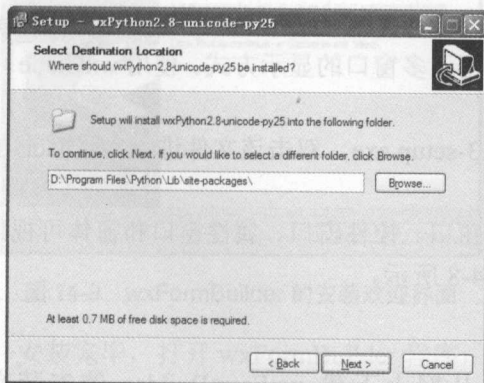 Setup - wxPython2.8-unicode-py25
Select Destination Location
Where should wxPython2.8-unicode-py25 be installed?
Setup will install wxPython2.8-unicode-py25 into the following folder.
To continue, click Next. If you would like to select a different folder, click Browse.
D:\Program Files\Python\Lib\site-packages\
Browse...
At least 0.7 MB of free disk space is required.
< Back
Next >
Cancel